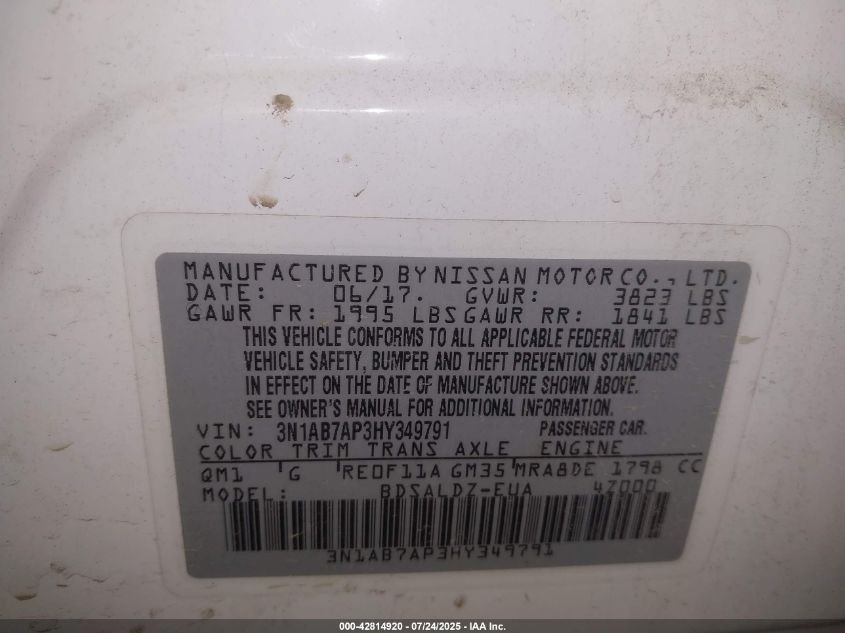 MANUFACTURED BY NISSAN MOTOR CO., LTD.
DATE: 06/17. GVWR: 3823 LBS
GAWR FR: 1995 LBS GAWR RR: 1841 LBS
THIS VEHICLE CONFORMS TO ALL APPLICABLE FEDERAL MOTOR
VEHICLE SAFETY, BUMPER AND THEFT PREVENTION STANDARDS
IN EFFECT ON THE DATE OF MANUFACTURE SHOWN ABOVE.
SEE OWNER'S MANUAL FOR ADDITIONAL INFORMATION.
VIN: 3N1AB7AP3HY349791 PASSENGER CAR.
COLOR TRIM TRANS AXLE ENGINE
QM1 G RE0F11A GM35 MRA8DE 1798 CC
MODEL: BDSALDZ-EUA 4Z000
3N1AB7AP3HY349791
000-42814920 - 07/24/2025 - IAA Inc.